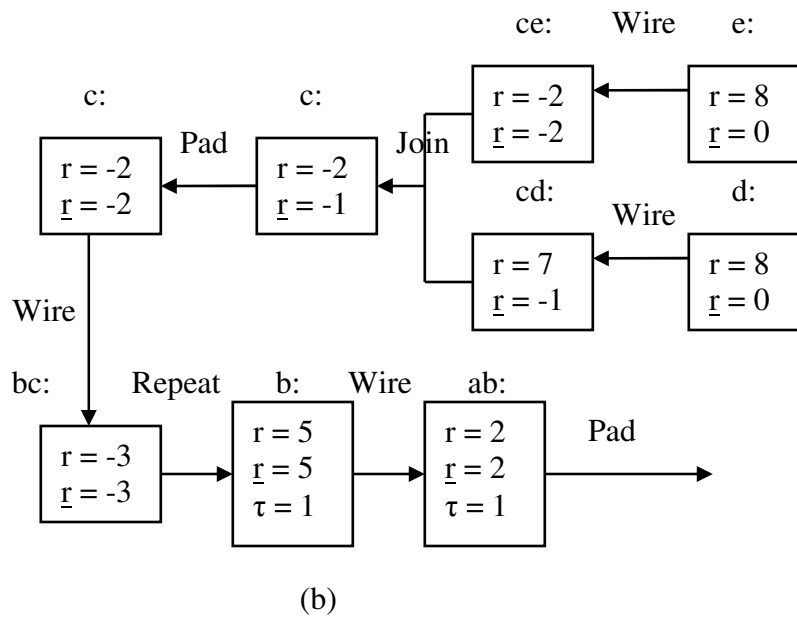 ce: Wire e:
r = -2
r = -2
r = 8
r = 0
c: c:
Pad Join
r = -2
r = -2
r = -2
r = -1
cd: Wire d:
r = 7
r = -1
r = 8
r = 0
Wire
bc: Repeat b: Wire ab:
r = -3
r = -3
r = 5
r = 5
τ = 1
r = 2
r = 2
τ = 1
Pad
(b)